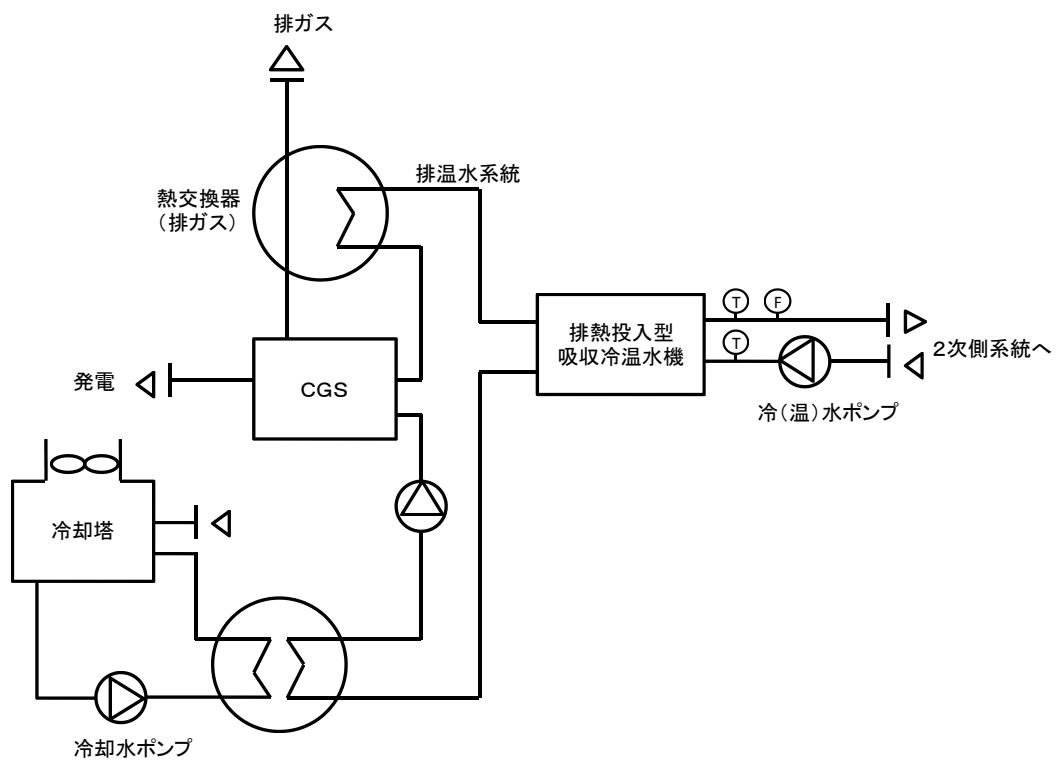 排ガス
排温水系統
熱交換器
(排ガス)
T
F
排熱投入型
吸収冷温水機
T
2次側系統へ
発電
CGS
冷(温)水ポンプ
冷却塔
冷却水ポンプ